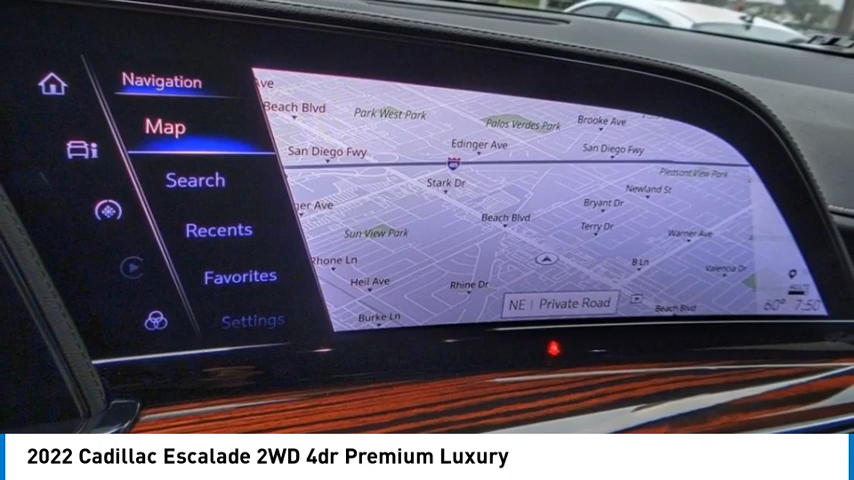 Navigation
Map
Search
Recents
Favorites
Settings
Ave
Beach Blvd
Park West Park
Palos Verdes Park
Brooke Ave
Edinger Ave
San Diego Fwy
San Diego Fwy
Pleasant View Park
Stark Dr
Newland St
Bryant Dr
Beach Blvd
Terry Dr
Sun View Park
Warner Ave
B Ln
Heil Ave
Rhine Dr
Valencia Dr
NE | Private Road
Beach Blvd
60° 7:50
Burke Ln
2022 Cadillac Escalade 2WD 4dr Premium Luxury